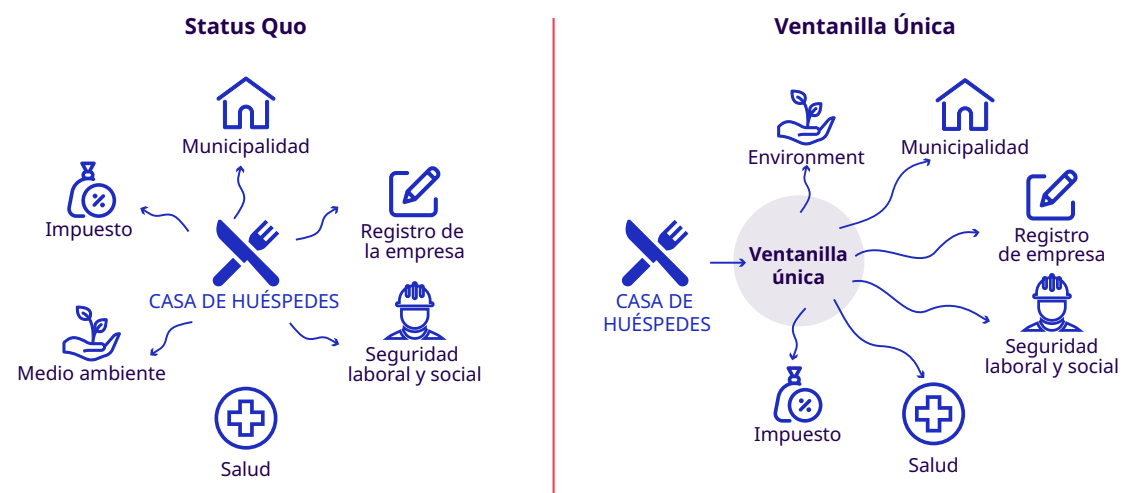 Status Quo
Municipalidad
Impuesto
Registro de
la empresa
CASA DE HUÉSPEDES
Medio ambiente
Seguridad
laboral y social
Salud
Ventanilla Única
Environment
Municipalidad
Registro
de empresa
Ventanilla
única
CASA DE
HUÉSPEDES
Seguridad
laboral y social
Impuesto
Salud